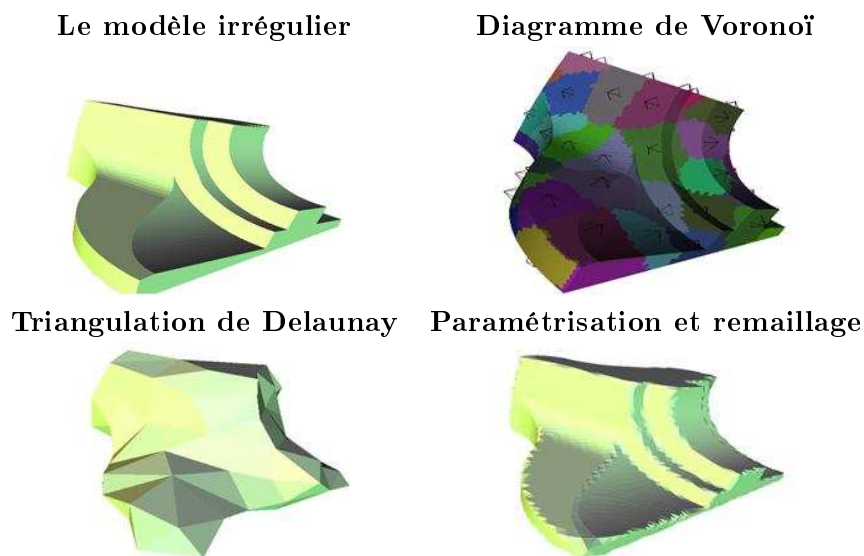 Le modèle irrégulier
Diagramme de Voronoï
Triangulation de Delaunay
Paramétrisation et remaillage